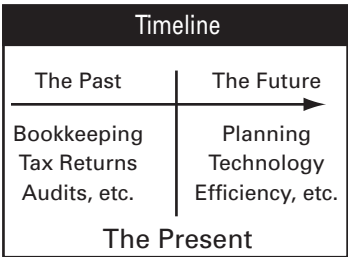 Timeline
The Past The Future
Bookkeeping Planning
Tax Returns Technology
Audits, etc. Efficiency, etc.
The Present